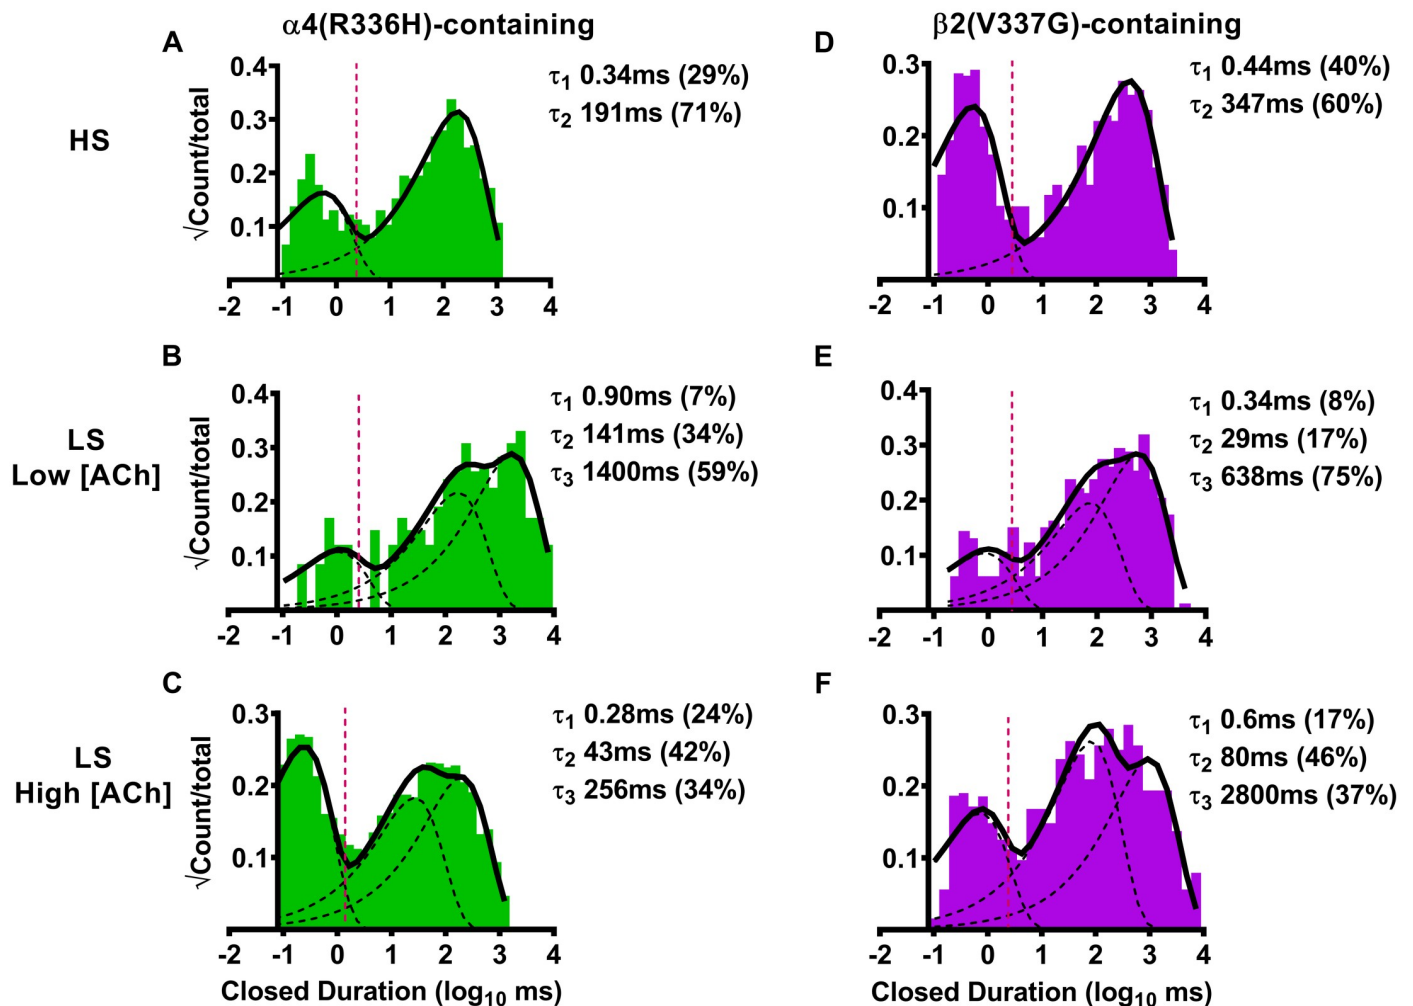 α4(R336H)-containing
β2(V337G)-containing
HS
A
√Count/total
0.4
0.3
0.2
0.1
-2 -1 0 1 2 3 4
τ1 0.34ms (29%)
τ2 191ms (71%)
D
0.3
0.2
0.1
-2 -1 0 1 2 3 4
τ1 0.44ms (40%)
τ2 347ms (60%)
LS
Low [ACh]
B
√Count/total
0.4
0.3
0.2
0.1
-2 -1 0 1 2 3 4
τ1 0.90ms (7%)
τ2 141ms (34%)
τ3 1400ms (59%)
E
0.4
0.3
0.2
0.1
-2 -1 0 1 2 3 4
τ1 0.34ms (8%)
τ2 29ms (17%)
τ3 638ms (75%)
LS
High [ACh]
C
√Count/total
0.3
0.2
0.1
-2 -1 0 1 2 3 4
Closed Duration (log10 ms)
τ1 0.28ms (24%)
τ2 43ms (42%)
τ3 256ms (34%)
F
0.3
0.2
0.1
-2 -1 0 1 2 3 4
Closed Duration (log10 ms)
τ1 0.6ms (17%)
τ2 80ms (46%)
τ3 2800ms (37%)